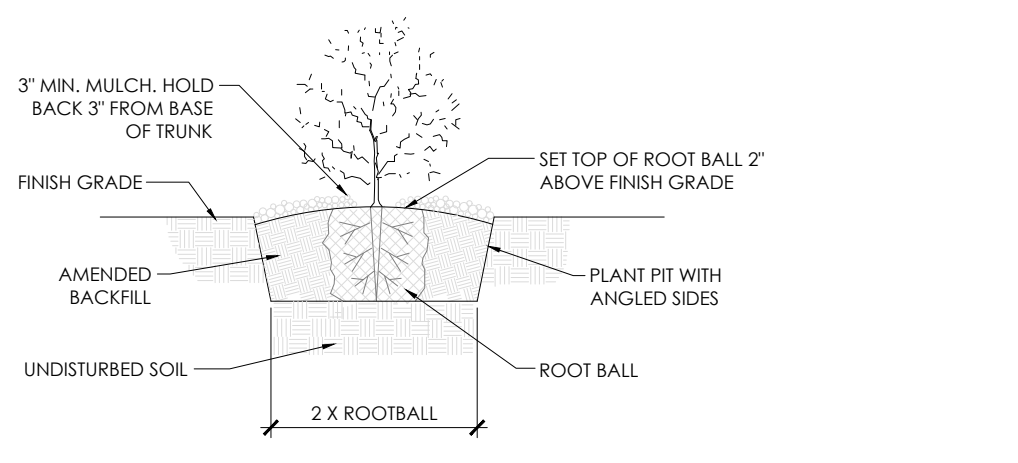 3" MIN. MULCH. HOLD
BACK 3" FROM BASE
OF TRUNK
FINISH GRADE
AMENDED
BACKFILL
UNDISTURBED SOIL
SET TOP OF ROOT BALL 2"
ABOVE FINISH GRADE
PLANT PIT WITH
ANGLED SIDES
ROOT BALL
2 X ROOTBALL